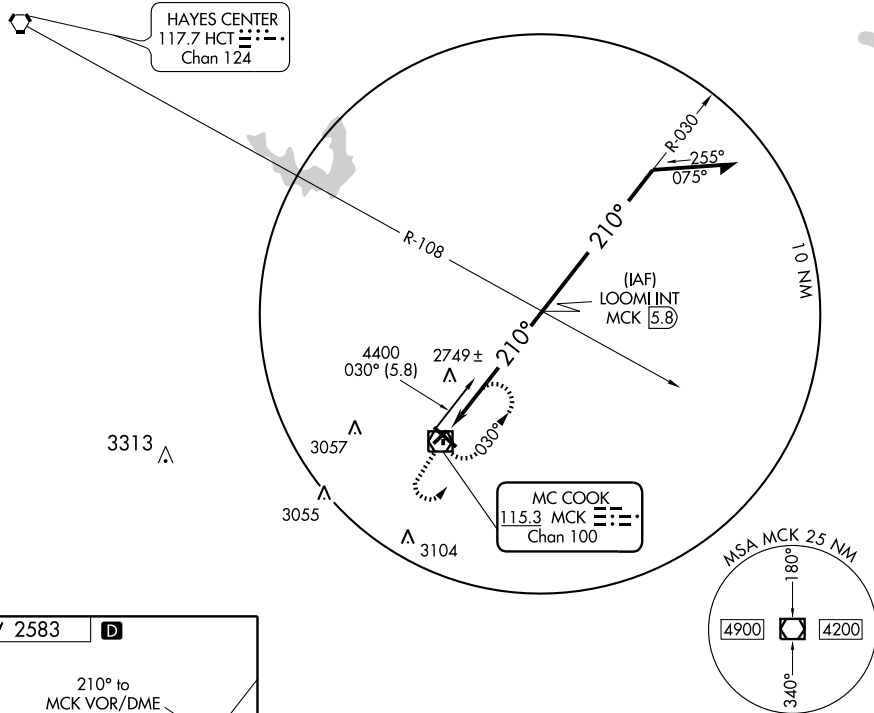 HAYES CENTER
117.7 HCT
Chan 124
R-030
255°
075°
210°
R-108
10 NM
(IAF)
LOOMI INT
MCK 5.8
210°
4400
030° (5.8)
2749 ±
030°
3057
3313
3055
3104
MC COOK
115.3 MCK
Chan 100
MSA MCK 25 NM
180°
4900
4200
340°
2583
D
210° to
MCK VOR/DME